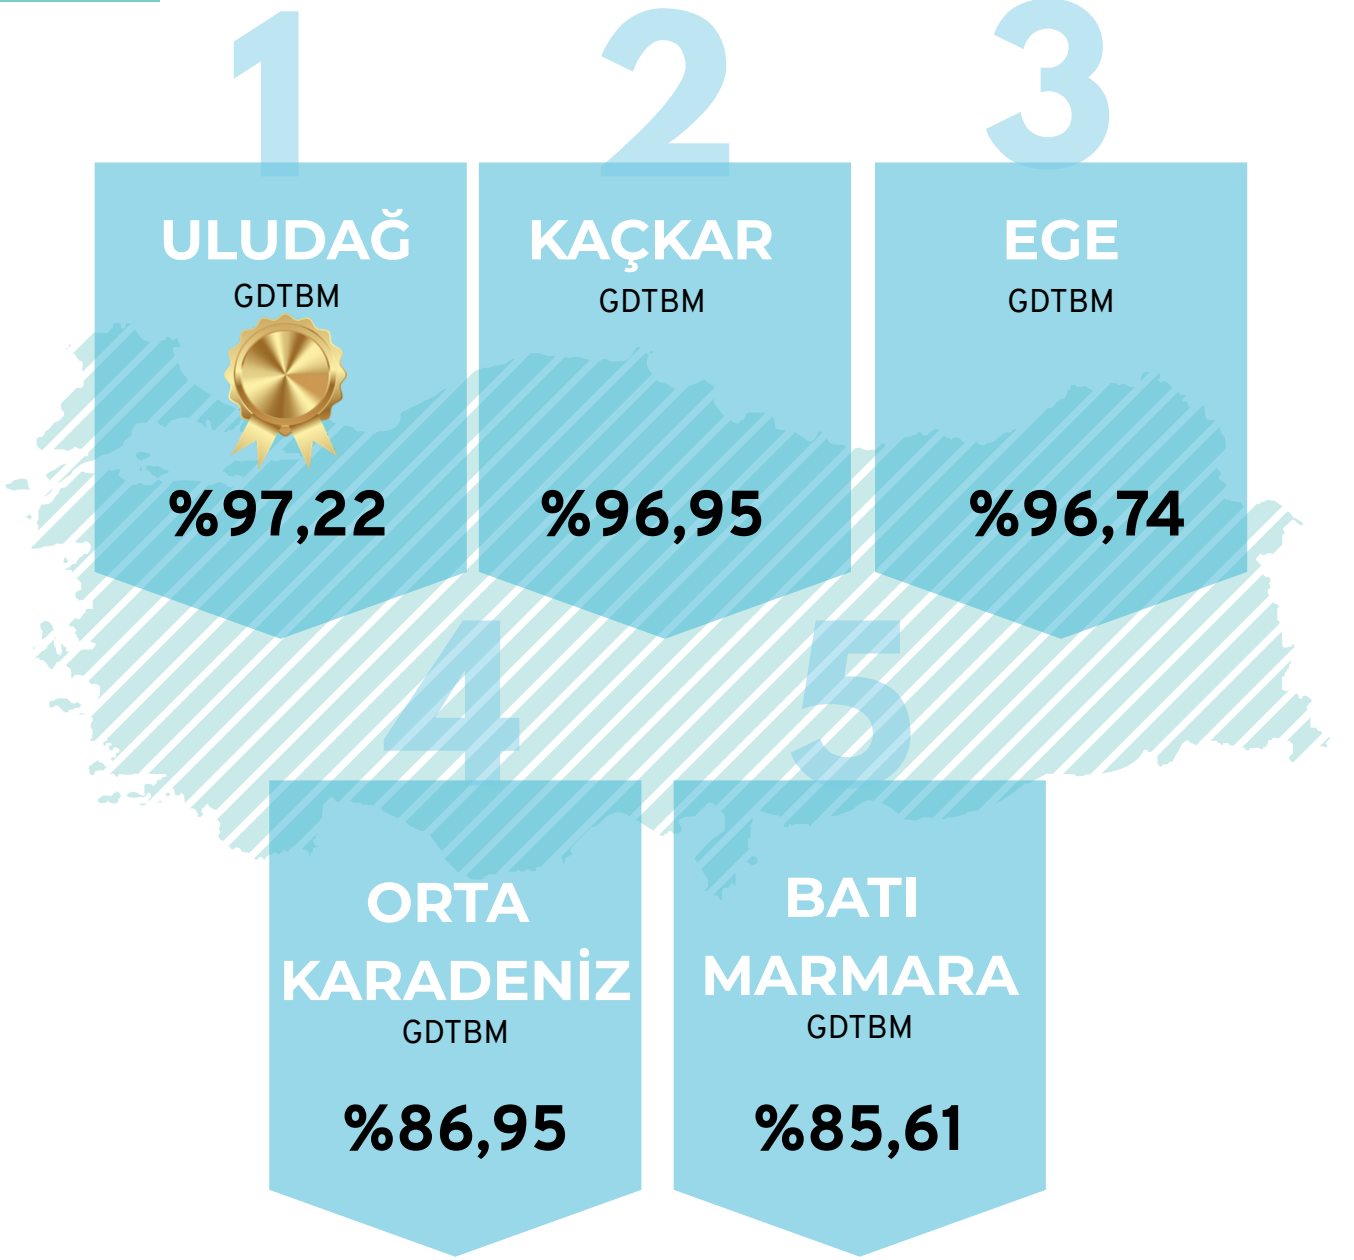 1
ULUDAĞ
GDTBM
%97,22
2
KAÇKAR
GDTBM
%96,95
3
EGE
GDTBM
%96,74
4
ORTA
KARADENİZ
GDTBM
%86,95
5
BATI
MARMARA
GDTBM
%85,61